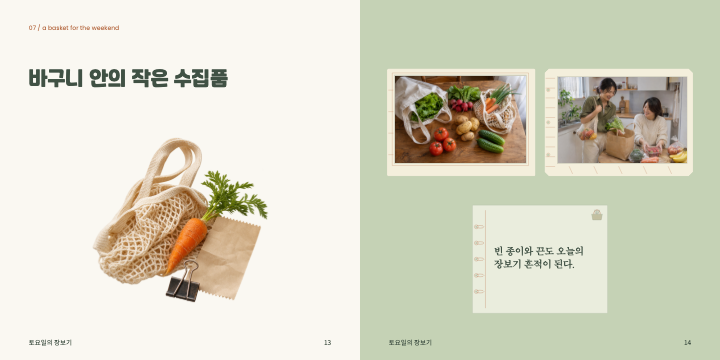 07 / a basket for the weekend
바구니 안의 작은 수집품
빈 종이와 끈도 오늘의
장보기 흔적이 된다.
토요일의 장보기
13
토요일의 장보기
14